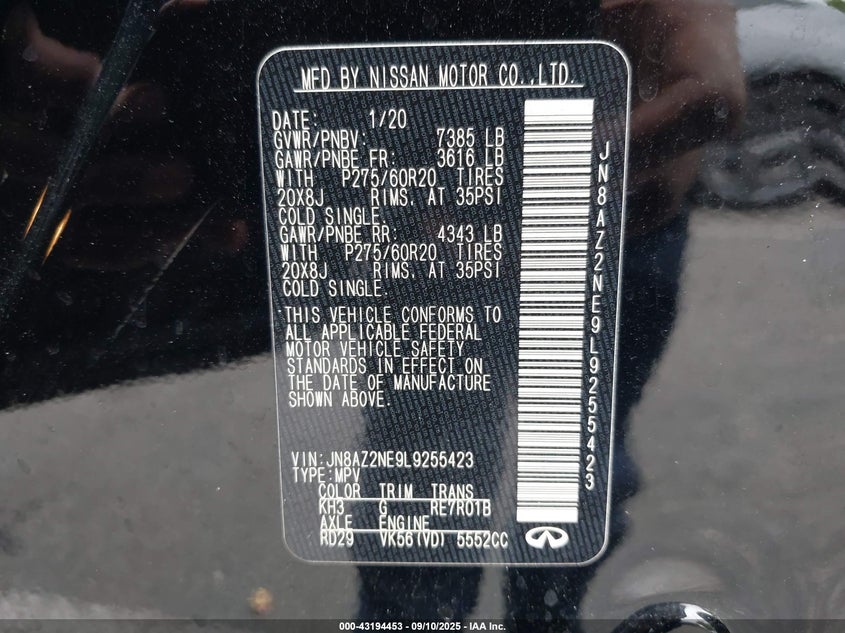 MFD BY NISSAN MOTOR CO.,LTD.
DATE: 1/20
GVWR/PNBV: 7385 LB
GAWR/PNBE FR: 3616 LB
WITH P275/60R20 TIRES
20X8J RIMS. AT 35PSI
COLD SINGLE.
GAWR/PNBE RR: 4343 LB
WITH P275/60R20 TIRES
20X8J RIMS. AT 35PSI
COLD SINGLE.
THIS VEHICLE CONFORMS TO
ALL APPLICABLE FEDERAL
MOTOR VEHICLE SAFETY
STANDARDS IN EFFECT ON
THE DATE OF MANUFACTURE
SHOWN ABOVE.
VIN:JN8AZ2NE9L9255423
TYPE:MPV
COLOR TRIM TRANS
KH3 G RE7R01B
AXLE ENGINE
RD29 VK56(VD) 5552CC
JN8AZ2NE9L9255423
000-43194453 - 09/10/2025 - IAA Inc.